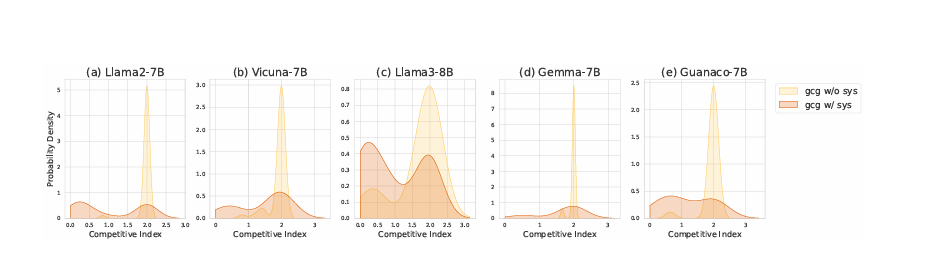 (a) Llama2-7B
(b) Vicuna-7B
(c) Llama3-8B
(d) Gemma-7B
(e) Guanaco-7B
gcg w/o sys
gcg w/ sys
Probability Density
5
4
3
2
1
0
0.0 0.5 1.0 1.5 2.0 2.5 3.0
Competitive Index
3.0
2.5
2.0
1.5
1.0
0.5
0.0
0 1 2 3
Competitive Index
0.8
0.7
0.6
0.5
0.4
0.3
0.2
0.1
0.0
0.0 0.5 1.0 1.5 2.0 2.5 3.0
Competitive Index
8
7
6
5
4
3
2
1
0
0 1 2 3
Competitive Index
2.5
2.0
1.5
1.0
0.5
0.0
0 1 2 3
Competitive Index